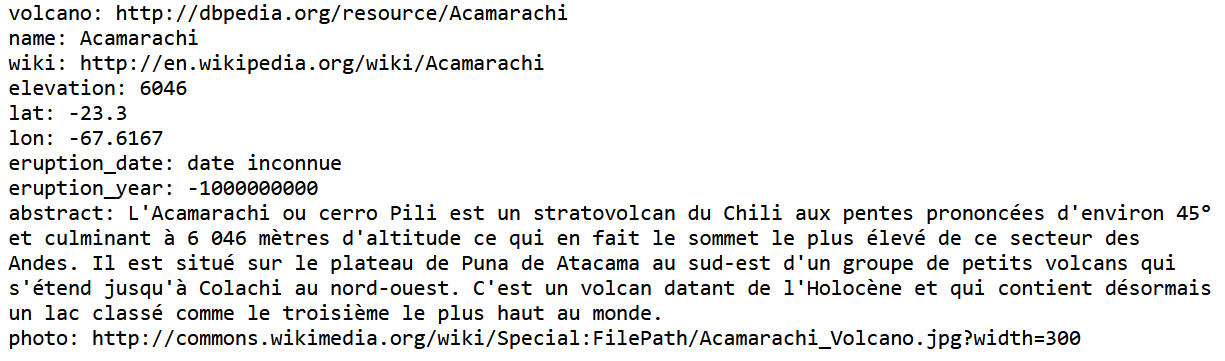 volcano: http://dbpedia.org/resource/Acamarachi
name: Acamarachi
wiki: http://en.wikipedia.org/wiki/Acamarachi
elevation: 6046
lat: -23.3
lon: -67.6167
eruption_date: date inconnue
eruption_year: -1000000000
abstract: L'Acamarachi ou cerro Pili est un stratovolcan du Chili aux pentes prononcées d'environ 45°
et culminant à 6 046 mètres d'altitude ce qui en fait le sommet le plus élevé de ce secteur des
Andes. Il est situé sur le plateau de Puna de Atacama au sud-est d'un groupe de petits volcans qui
s'étend jusqu'à Colachi au nord-ouest. C'est un volcan datant de l'Holocène et qui contient désormais
un lac classé comme le troisième le plus haut au monde.
photo: http://commons.wikimedia.org/wiki/Special:FilePath/Acamarachi_Volcano.jpg?width=300